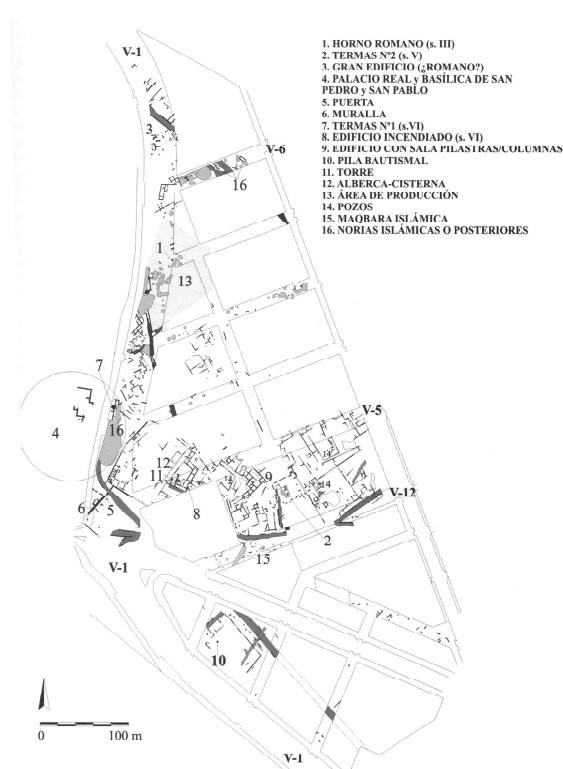 V-1
1. HORNO ROMANO (s. III)
2. TERMAS Nº2 (s. V)
3. GRAN EDIFICIO (¿ROMANO?)
4. PALACIO REAL y BASÍLICA DE SAN
PEDRO y SAN PABLO
5. PUERTA
6. MURALLA
7. TERMAS Nº1 (s.VI)
8. EDIFICIO INCENDIADO (s. VI)
9. EDIFICIO CON SALA PILASTRAS/COLUMNAS
10. PILA BAUTISMAL
11. TORRE
12. ALBERCA-CISTERNA
13. ÁREA DE PRODUCCIÓN
14. POZOS
15. MAQBARA ISLÁMICA
16. NORIAS ISLÁMICAS O POSTERIORES
3
V-6
16
1
13
7
4
16
V-5
12
11
14
9
14
14
V-12
6
5
8
2
15
V-1
10
0 100 m
V-1